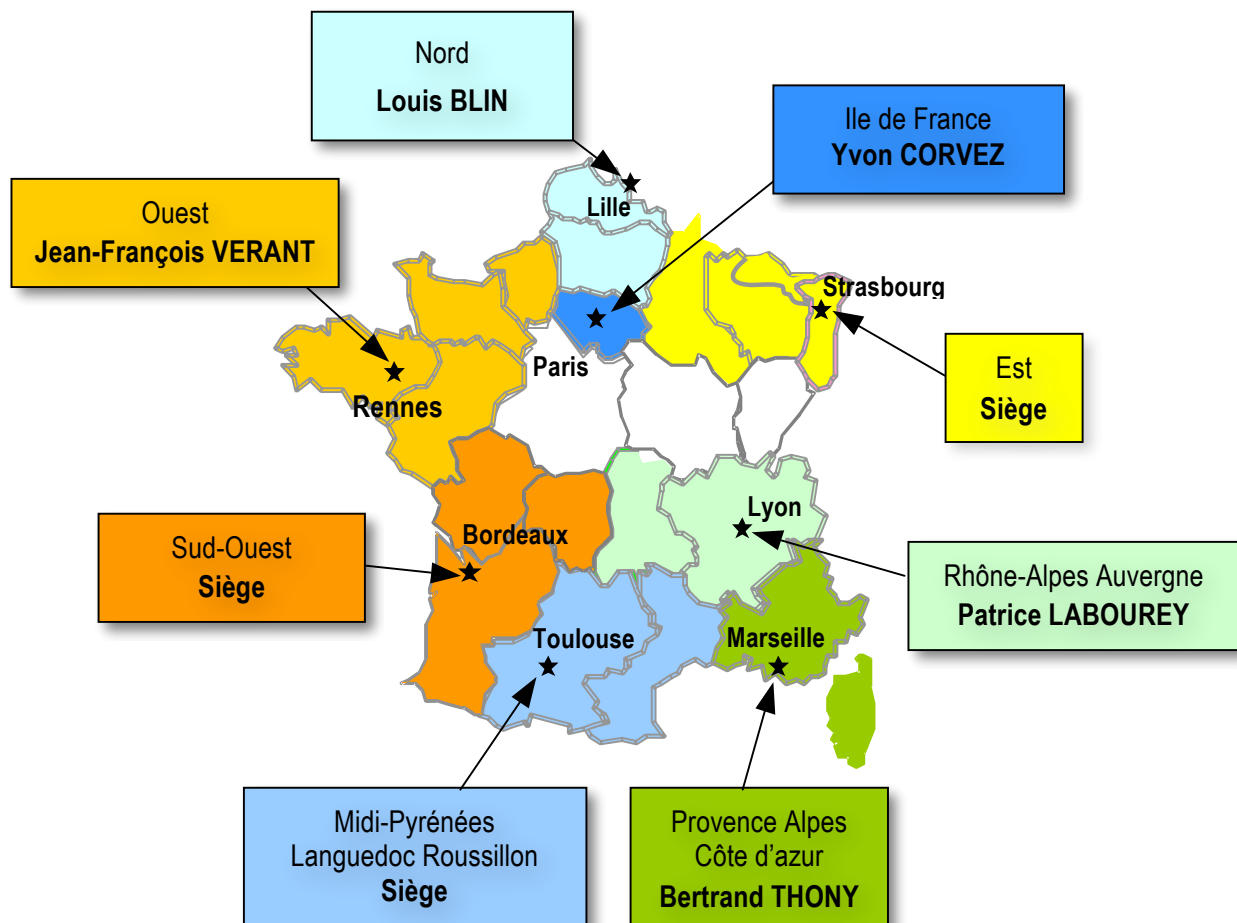 Nord
Louis BLIN
Ile de France
Yvon CORVEZ
Ouest
Jean-François VERANT
Lille
Strasbourg
Paris
Rennes
Est
Siège
Sud-Ouest
Siège
Bordeaux
Lyon
Rhône-Alpes Auvergne
Patrice LABOUREY
Toulouse
Marseille
Midi-Pyrénées
Languedoc Roussillon
Siège
Provence Alpes
Côte d’azur
Bertrand THONY